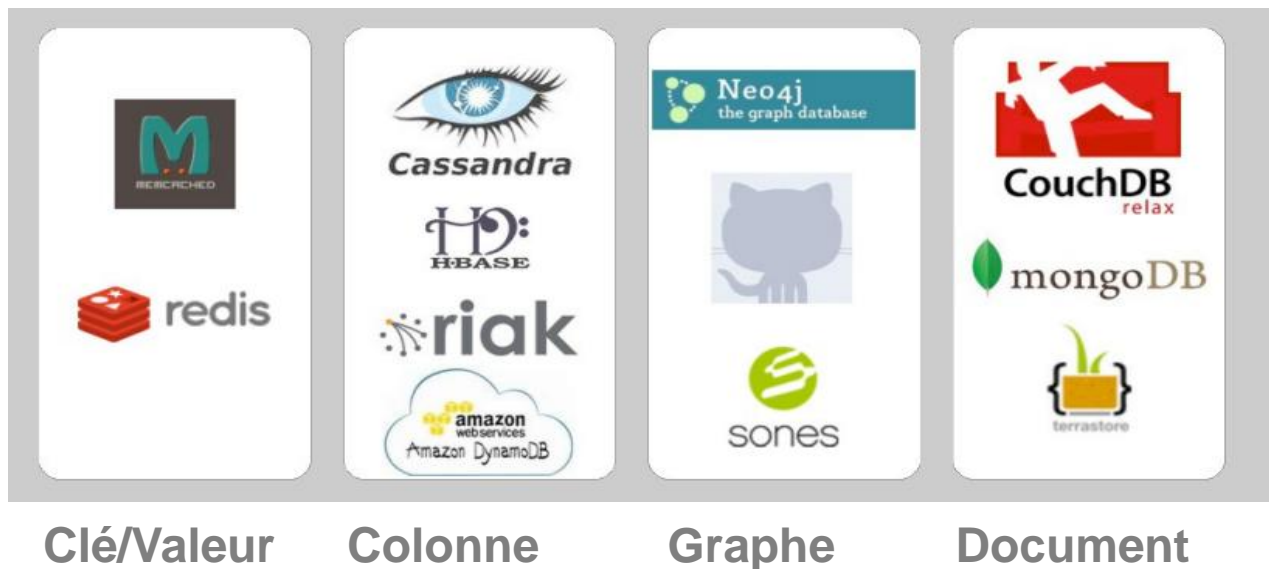 MEMCACHED
redis
Cassandra
HBASE
riak
amazon
webservices
Amazon DynamoDB
Neo4j
the graph database
sones
CouchDB
relax
mongoDB
{ }
terrastore
Clé/Valeur
Colonne
Graphe
Document